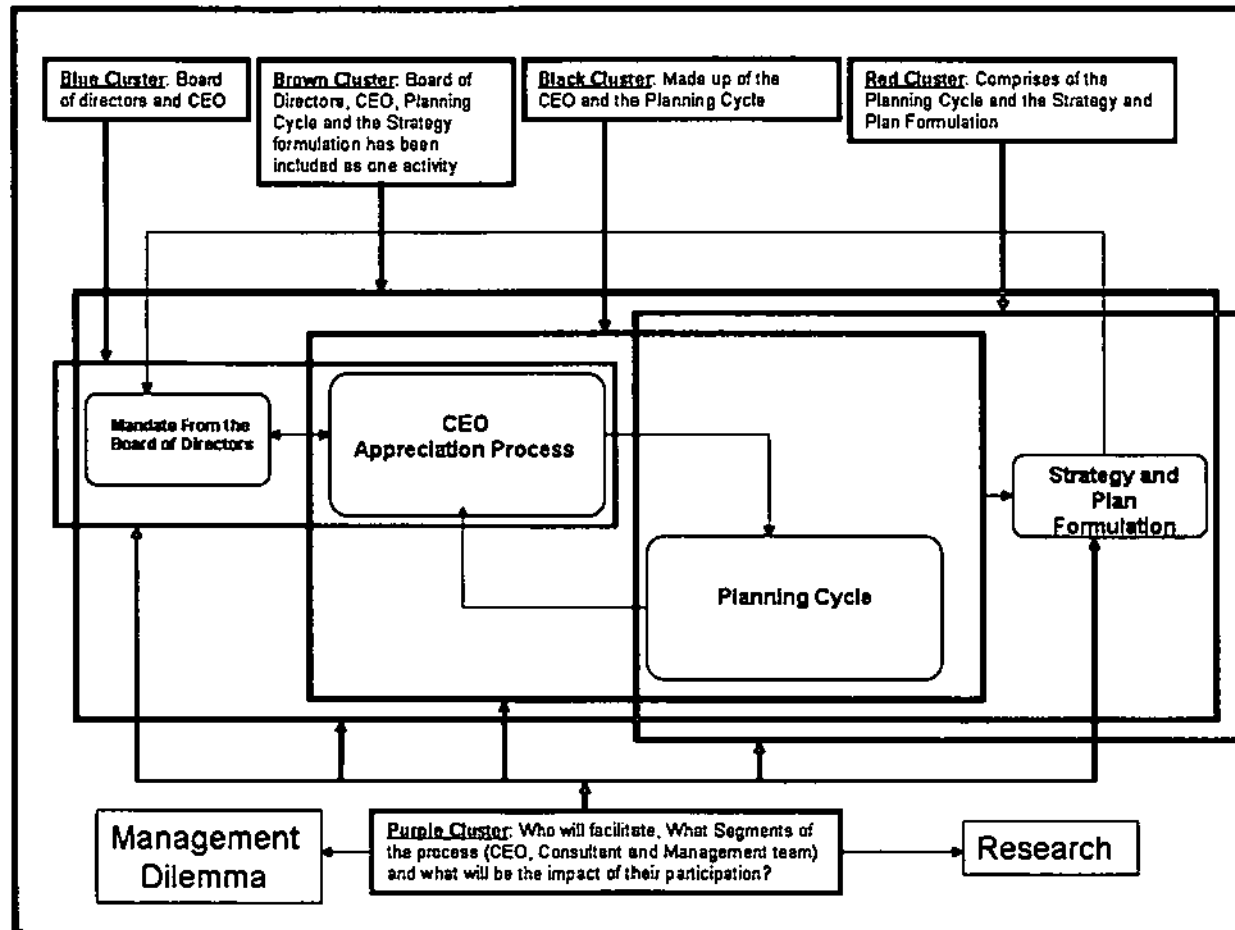 Blue Cluster: Board
of directors and CEO
Brown Cluster: Board of
Directors, CEO, Planning
Cycle and the Strategy
formulation has been
included as one activity
Black Cluster: Made up of the
CEO and the Planning Cycle
Red Cluster: Comprises of the
Planning Cycle and the Strategy and
Plan Formulation
Mandate From the
Board of Directors
CEO
Appreciation Process
Strategy and
Plan
Formulation
Planning Cycle
Management
Dilemma
Purple Cluster: Who will facilitate, What Segments of
the process (CEO, Consultant and Management team)
and what will be the impact of their participation?
Research